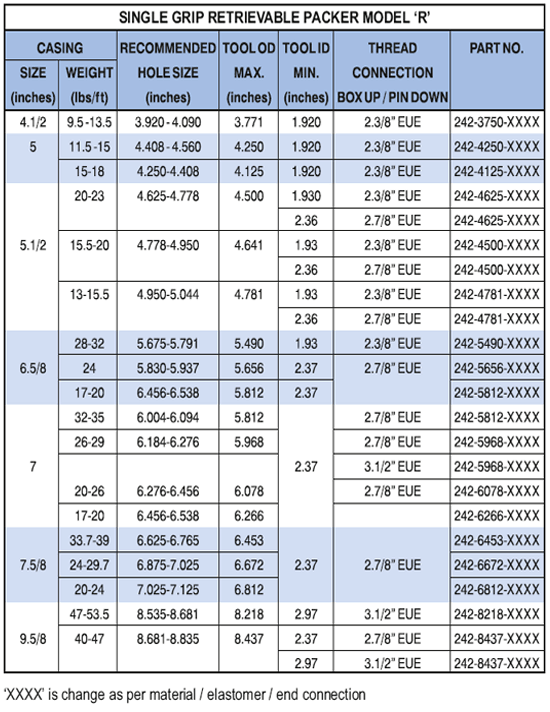 SINGLE GRIP RETRIEVABLE PACKER MODEL ‘R’
CASING RECOMMENDED TOOL OD TOOL ID THREAD PART NO.
SIZE WEIGHT HOLE SIZE MAX. MIN. CONNECTION
(inches) (lbs/ft) (inches) (inches) (inches) BOX UP / PIN DOWN
4.1/2 9.5-13.5 3.920-4.090 3.771 1.920 2.3/8” EUE 242-3750-XXXX
5 11.5-15 4.408-4.560 4.250 1.920 2.3/8” EUE 242-4250-XXXX
15-18 4.250-4.408 4.125 1.920 2.3/8” EUE 242-4125-XXXX
20-23 4.625-4.778 4.500 1.930 2.3/8” EUE 242-4625-XXXX
2.36 2.7/8” EUE 242-4625-XXXX
5.1/2 15.5-20 4.778-4.950 4.641 1.93 2.3/8” EUE 242-4500-XXXX
2.36 2.7/8” EUE 242-4500-XXXX
13-15.5 4.950-5.044 4.781 1.93 2.3/8” EUE 242-4781-XXXX
2.36 2.7/8” EUE 242-4781-XXXX
28-32 5.675-5.791 5.490 1.93 2.3/8” EUE 242-5490-XXXX
6.5/8 24 5.830-5.937 5.656 2.37 2.7/8” EUE 242-5656-XXXX
17-20 6.456-6.538 5.812 2.37 242-5812-XXXX
32-35 6.004-6.094 5.812 2.7/8” EUE 242-5812-XXXX
26-29 6.184-6.276 5.968 2.7/8” EUE 242-5968-XXXX
7 2.37 3.1/2” EUE 242-5968-XXXX
20-26 6.276-6.456 6.078 2.7/8” EUE 242-6078-XXXX
17-20 6.456-6.538 6.266 242-6266-XXXX
33.7-39 6.625-6.765 6.453 242-6453-XXXX
7.5/8 24-29.7 6.875-7.025 6.672 2.37 2.7/8” EUE 242-6672-XXXX
20-24 7.025-7.125 6.812 242-6812-XXXX
47-53.5 8.535-8.681 8.218 2.97 3.1/2” EUE 242-8218-XXXX
9.5/8 40-47 8.681-8.835 8.437 2.37 2.7/8” EUE 242-8437-XXXX
2.97 3.1/2” EUE 242-8437-XXXX
‘XXXX’ is change as per material / elastomer / end connection